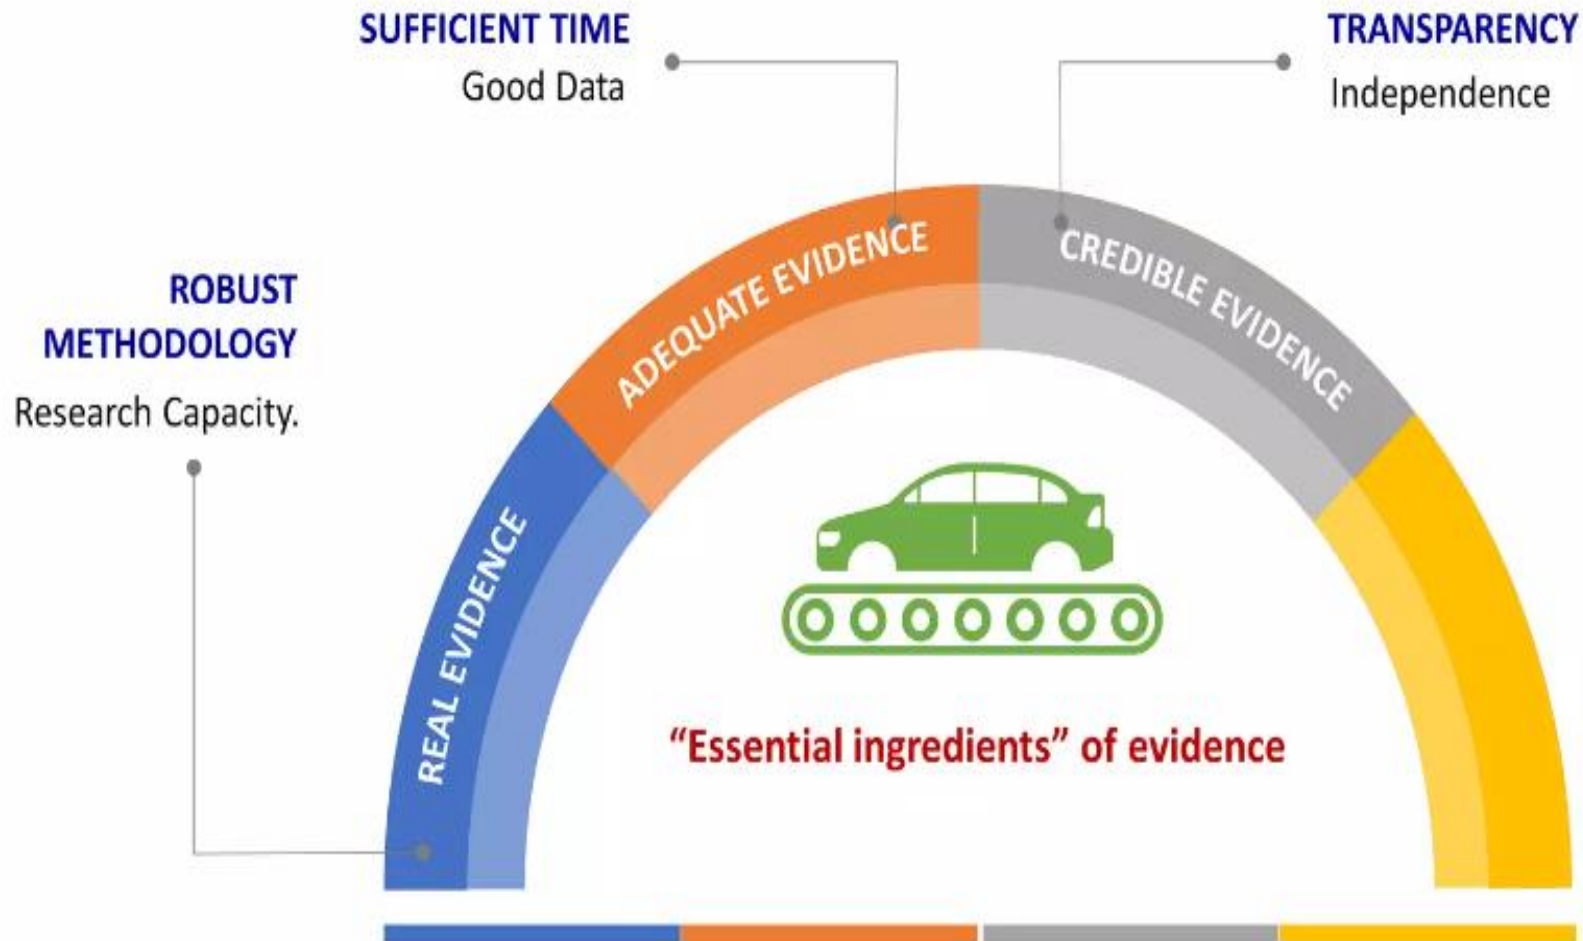 SUFFICIENT TIME
Good Data
TRANSPARENCY
Independence
ROBUST
METHODOLOGY
Research Capacity.
REAL EVIDENCE
ADEQUATE EVIDENCE
CREDIBLE EVIDENCE
“Essential ingredients” of evidence